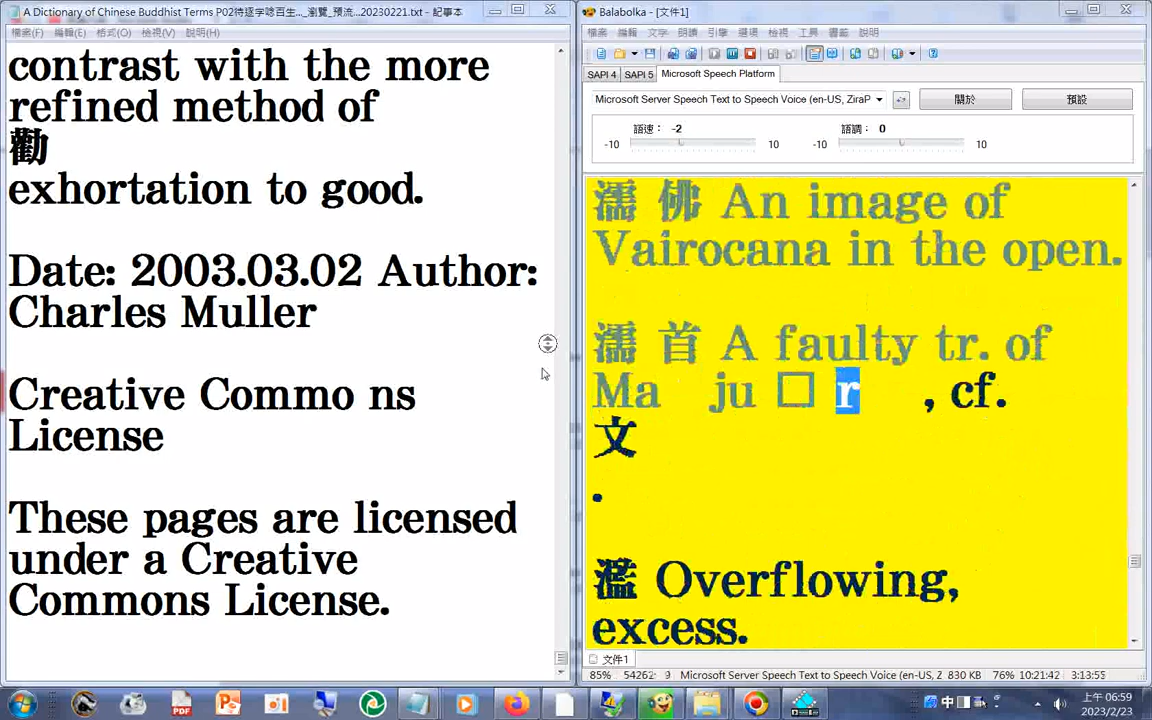 A Dictionary of Chinese Buddhist Terms P02待逐字唸百生..._瀏覽_預流...20230221.txt - 記事本
檔案(F) 編輯(E) 格式(O) 檢視(V) 說明(H)
contrast with the more
refined method of
勸
exhortation to good.
Date: 2003.03.02 Author:
Charles Muller
Creative Commo ns
License
These pages are licensed
under a Creative
Commons License.
Balabolka - [文件1]
檔案 編輯 文字 朗讀 引擎 選項 檢視 工具 書籤 說明
SAPI 4 SAPI 5 Microsoft Speech Platform
Microsoft Server Speech Text to Speech Voice (en-US, ZiraP
關於 預設
語速： -2 語調： 0
-10 10 -10 10
濡 佛 An image of
Vairocana in the open.
濡 首 A faulty tr. of
Ma ju □ r , cf.
文
.
濫 Overflowing,
excess.
文件1
85% 54262: 9 Microsoft Server Speech Text to Speech Voice (en-US, Z 830 KB 76% 10:21:42 3:13:55
PDF
中
上午 06:59
2023/2/23